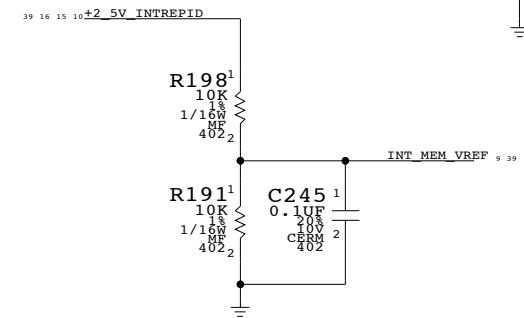 39 16 15 10 +2_5V_INTREPID
R198 1
10K
1%
1/16W
MF
402 2
INT_MEM_VREF 9 39
R191 1
10K
1%
1/16W
MF
402 2
C245 1
0.1UF
20%
10V
CERM 2
402